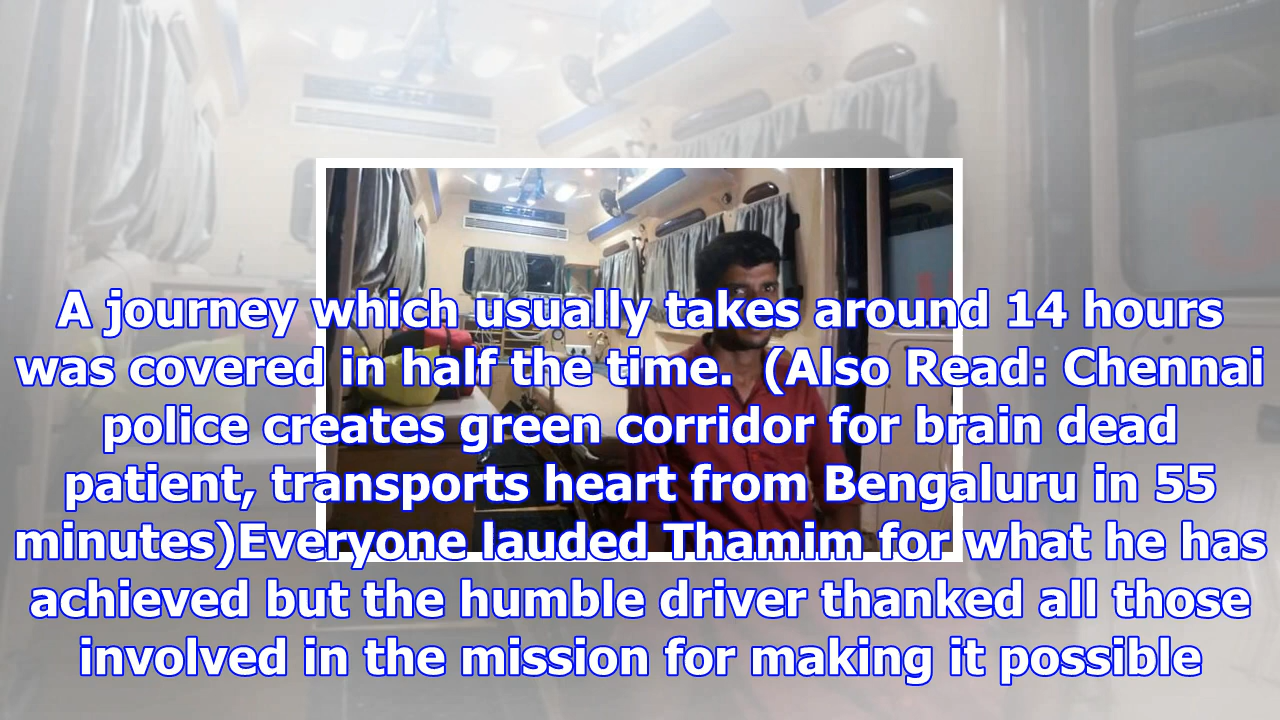 A journey which usually takes around 14 hours
was covered in half the time.  (Also Read: Chennai
police creates green corridor for brain dead
patient, transports heart from Bengaluru in 55
minutes)Everyone lauded Thamim for what he has
achieved but the humble driver thanked all those
involved in the mission for making it possible